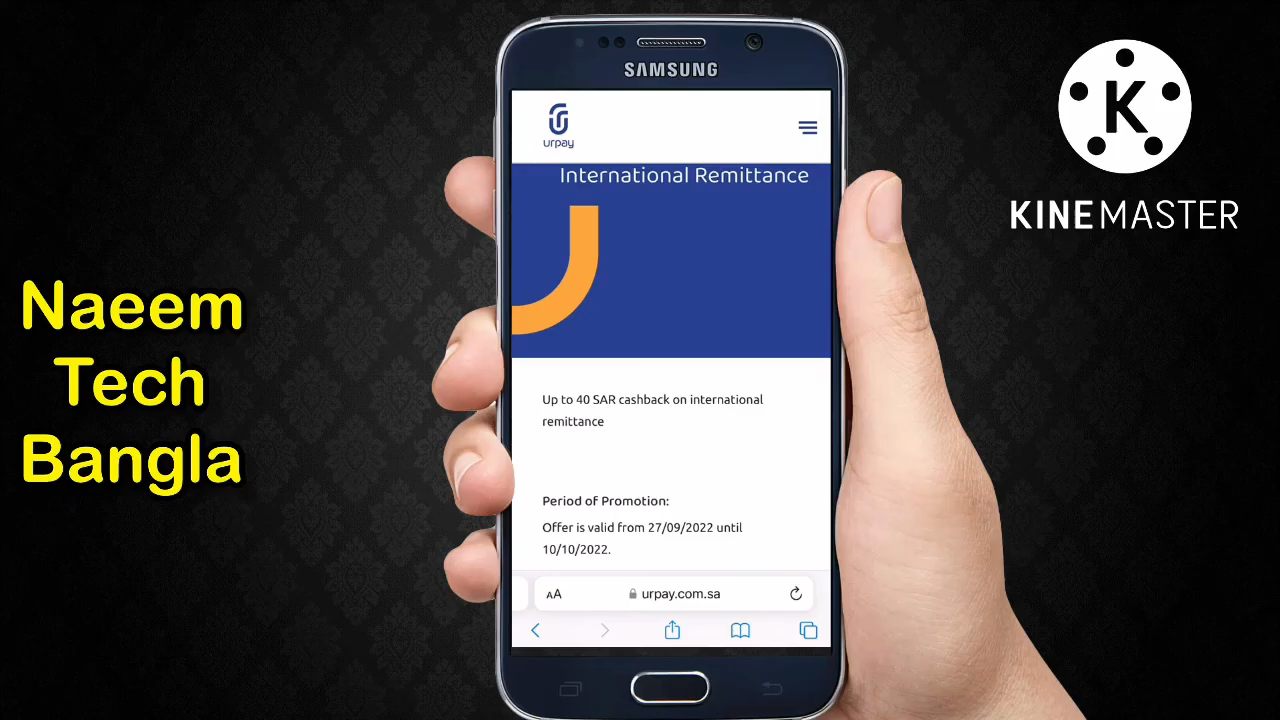 Naeem
Tech
Bangla
SAMSUNG
urpay
International Remittance
Up to 40 SAR cashback on international
remittance
Period of Promotion:
Offer is valid from 27/09/2022 until
10/10/2022.
AA
urpay.com.sa
K
KINEMASTER